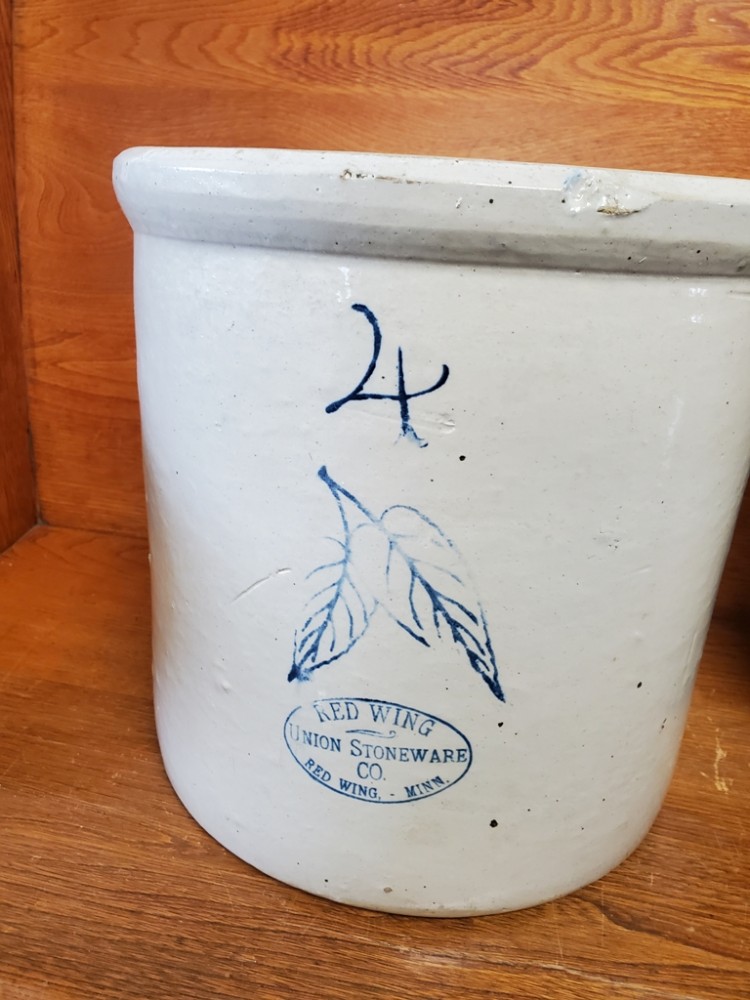 4
RED WING
UNION STONEWARE
CO.
RED WING, - MINN.